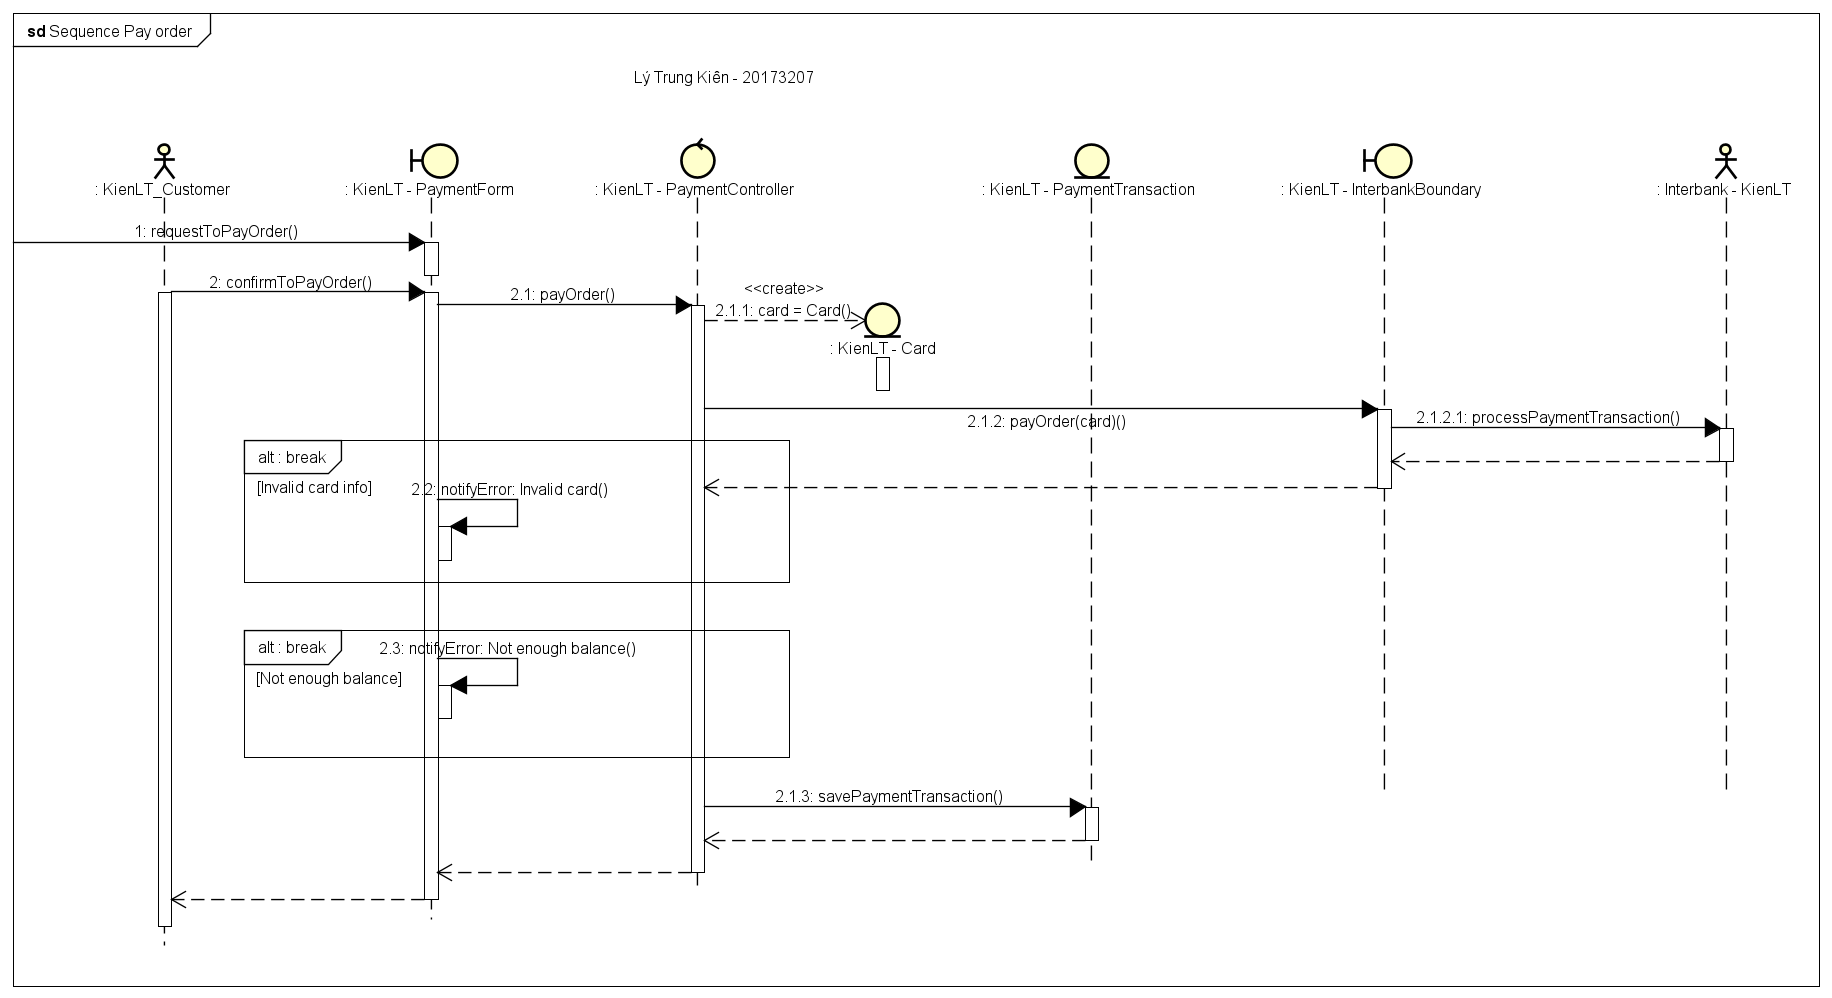 sd Sequence Pay order
Lý Trung Kiên - 20173207
: KienLT_Customer
: KienLT - PaymentForm
: KienLT - PaymentController
: KienLT - PaymentTransaction
: KienLT - InterbankBoundary
: Interbank - KienLT
1: requestToPayOrder()
2: confirmToPayOrder()
2.1: payOrder()
<<create>>
2.1.1: card = Card()
: KienLT - Card
2.1.2: payOrder(card)()
2.1.2.1: processPaymentTransaction()
alt : break
[Invalid card info]
2.2: notifyError: Invalid card()
alt : break
2.3: notifyError: Not enough balance()
[Not enough balance]
2.1.3: savePaymentTransaction()